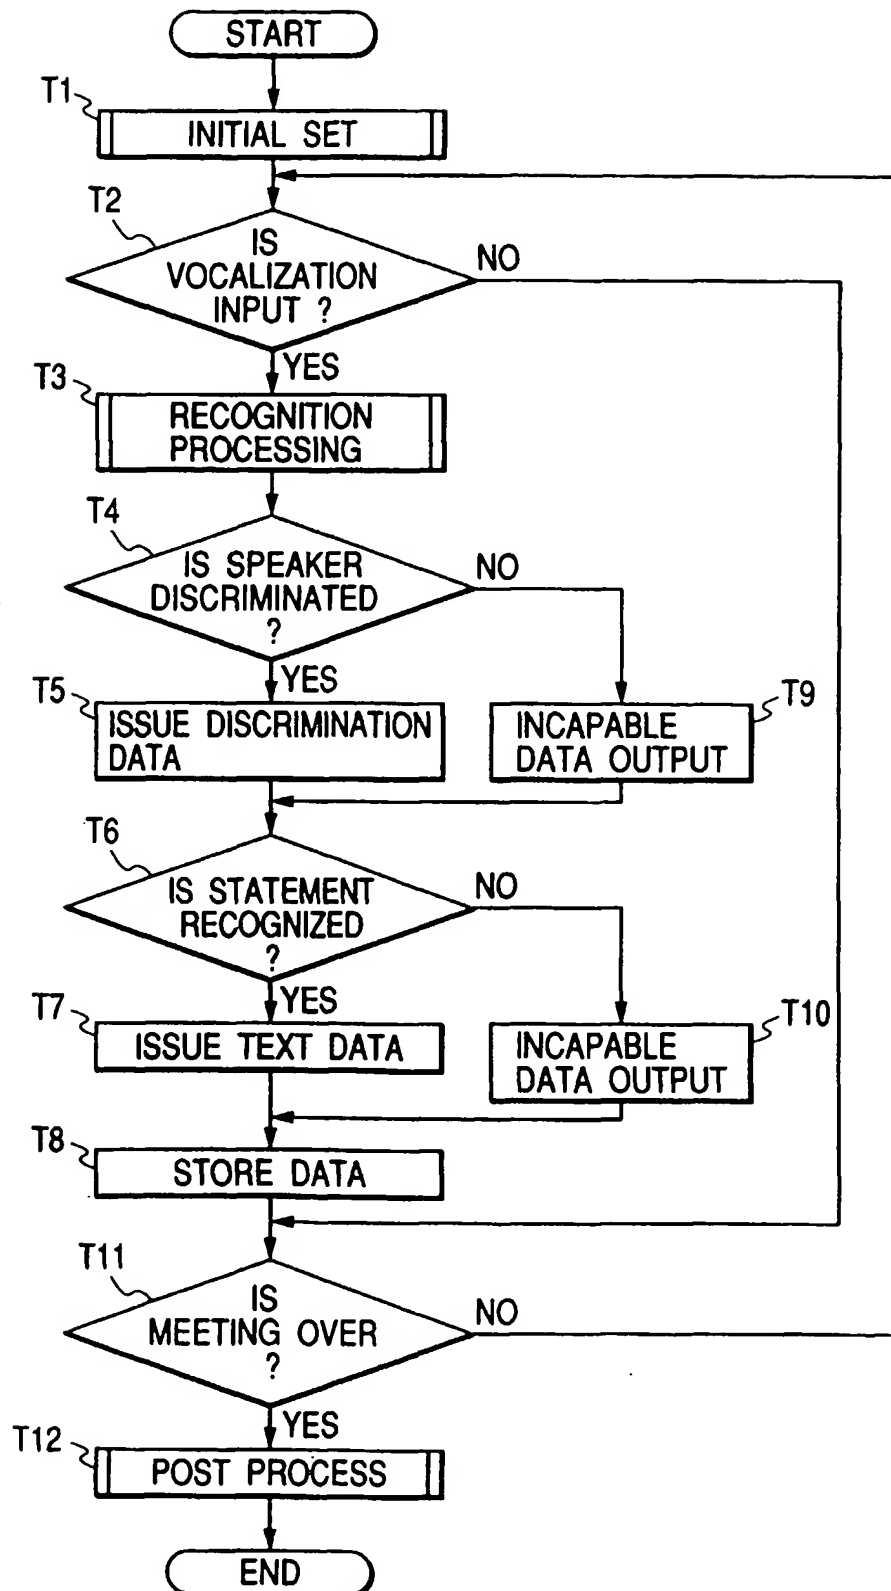 START
T1
INITIAL SET
T2
IS
VOCALIZATION
INPUT ?
NO
YES
T3
RECOGNITION
PROCESSING
T4
IS SPEAKER
DISCRIMINATED
?
NO
YES
T5
ISSUE DISCRIMINATION
DATA
INCAPABLE
DATA OUTPUT
T9
T6
IS STATEMENT
RECOGNIZED
?
NO
YES
T7
ISSUE TEXT DATA
INCAPABLE
DATA OUTPUT
T10
T8
STORE DATA
T11
IS
MEETING OVER
?
NO
YES
T12
POST PROCESS
END